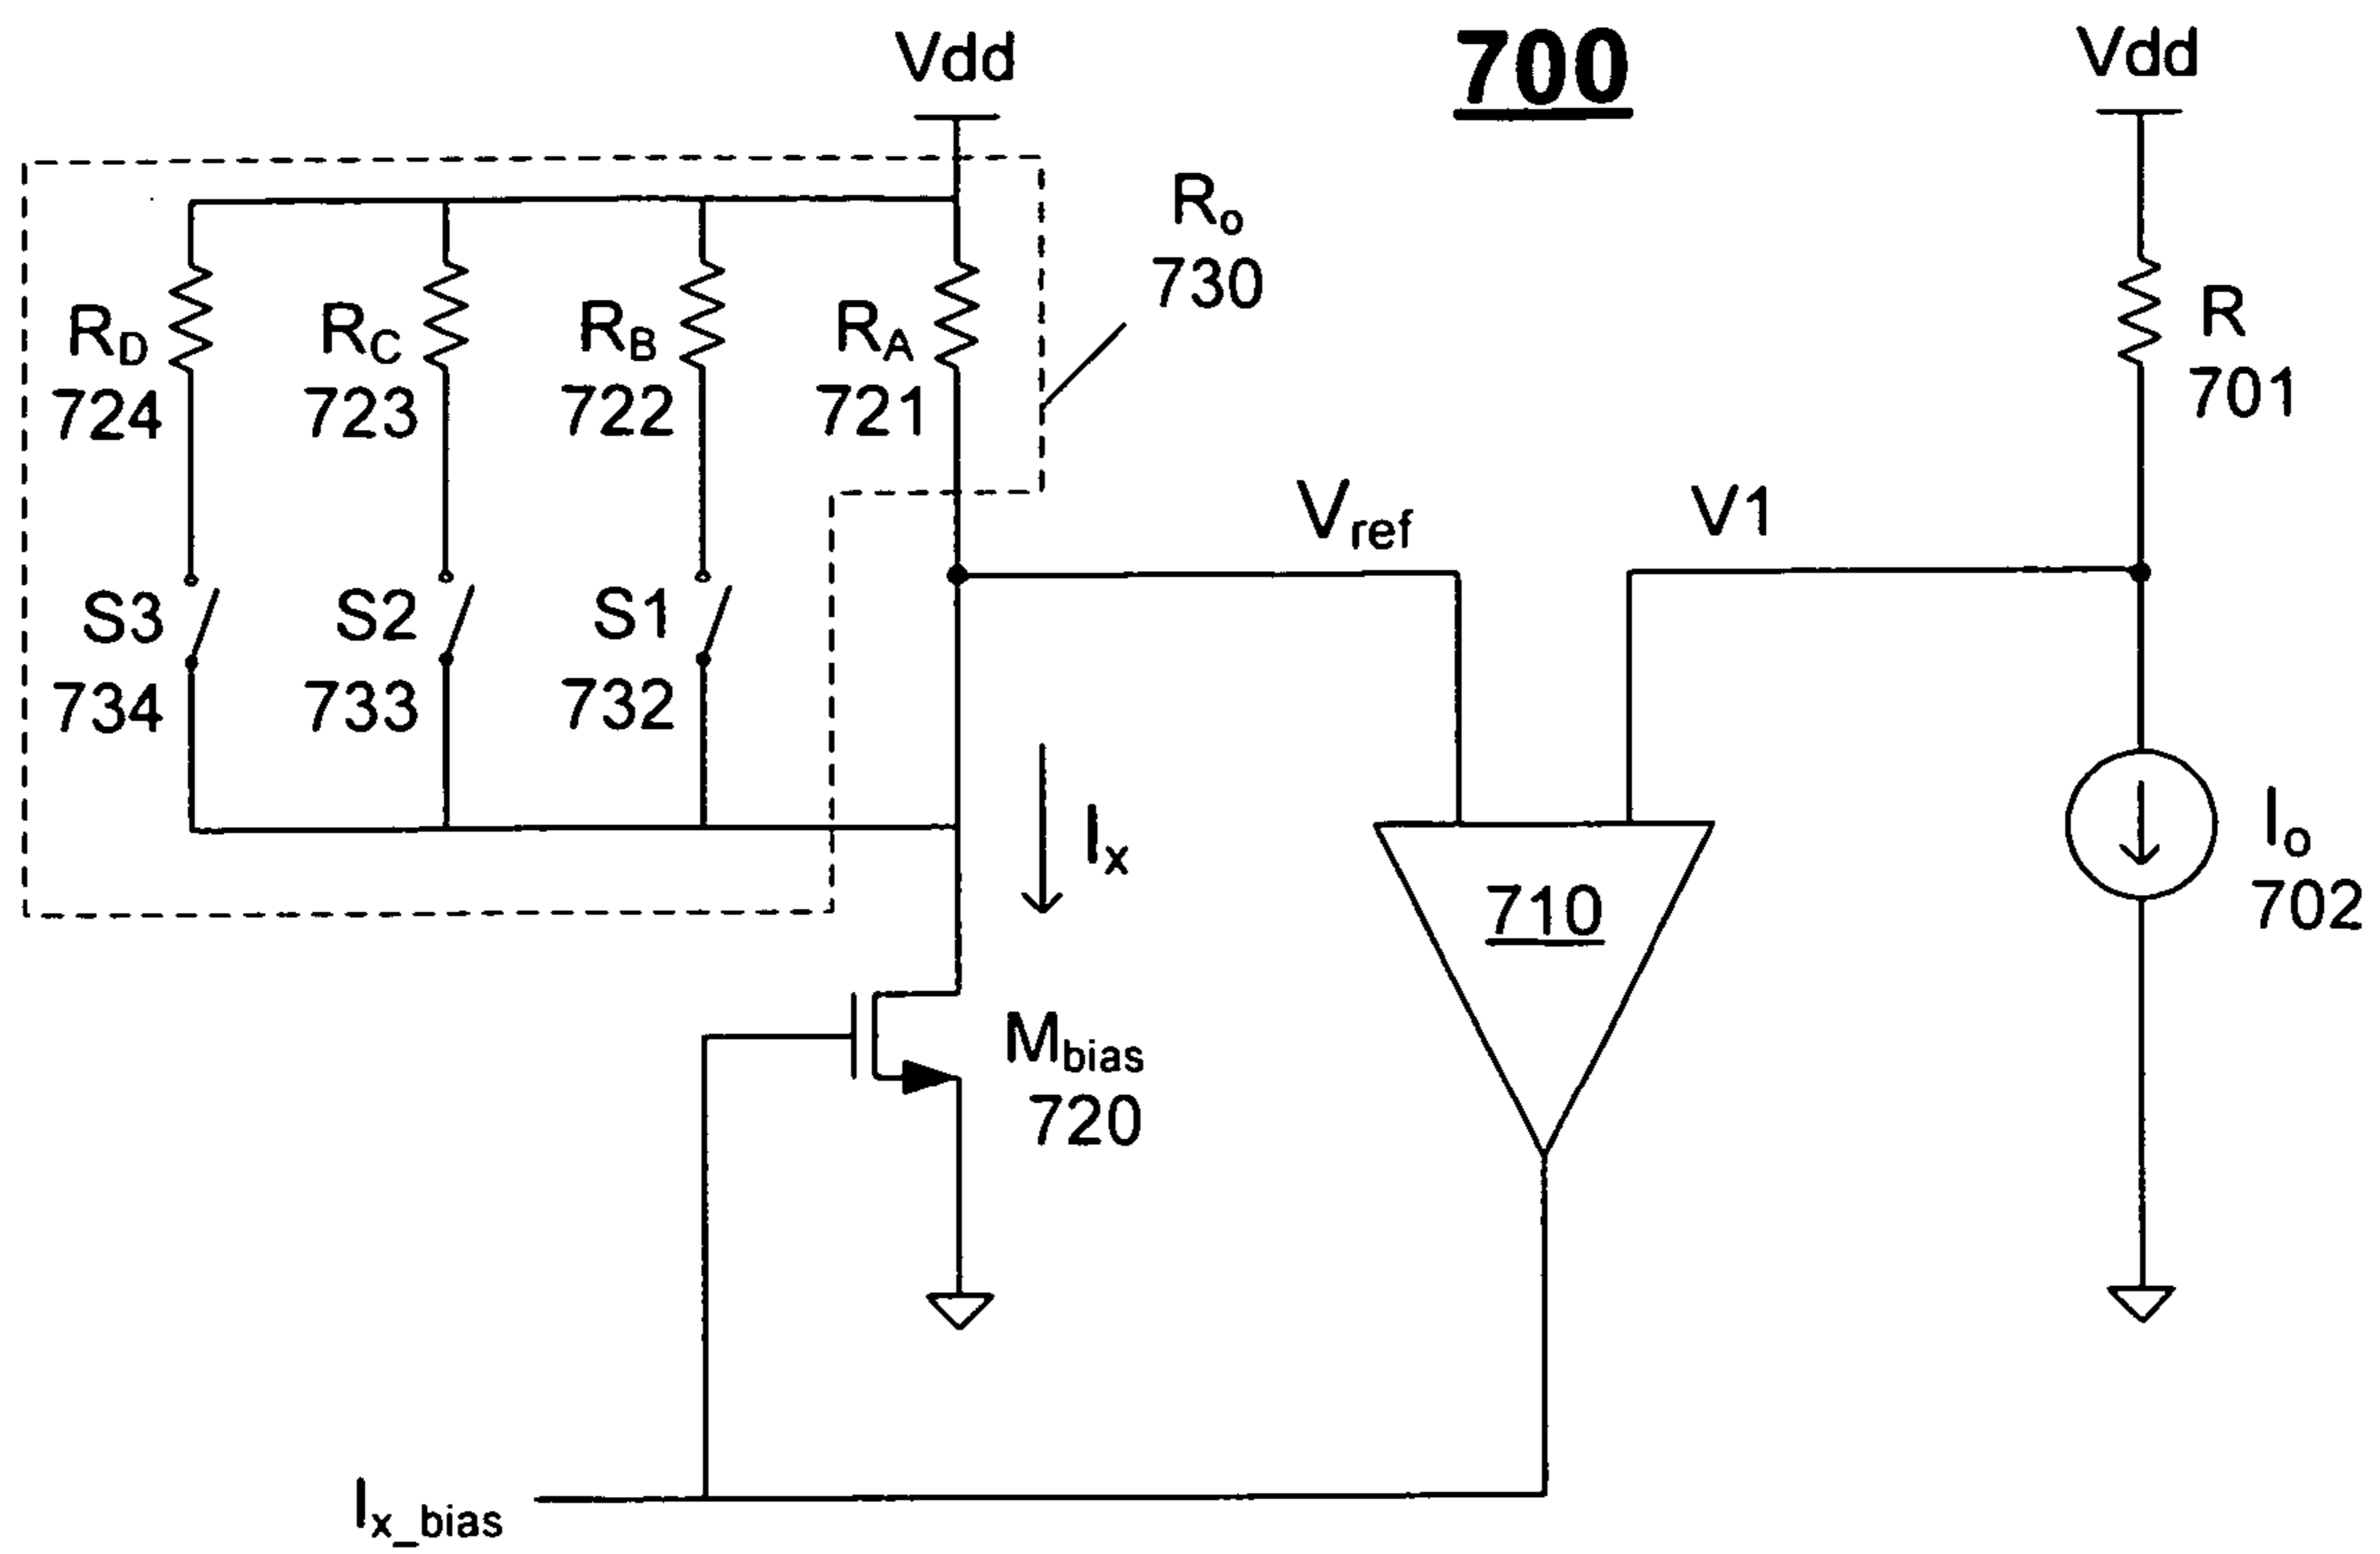 700
Vdd
Vdd
Ro
730
RD
724
RC
723
RB
722
RA
721
R
701
Vref
V1
S3
734
S2
733
S1
732
Ix
710
Io
702
Mbias
720
Ix_bias